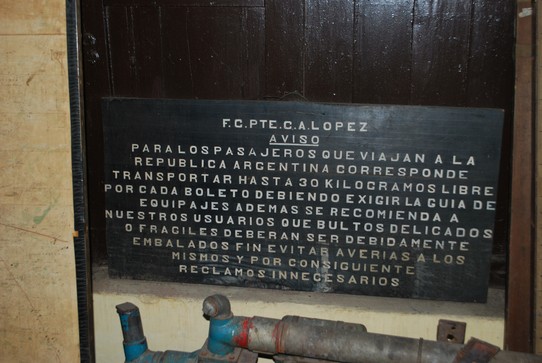 F.C.PTE.C.A.LOPEZ
AVISO
PARA LOS PASAJEROS QUE VIAJAN A LA
REPUBLICA ARGENTINA CORRESPONDE
TRANSPORTAR HASTA 30 KILOGRAMOS LIBRE
POR CADA BOLETO DEBIENDO EXIGIR LA GUIA DE
EQUIPAJES ADEMAS SE RECOMIENDA A
NUESTROS USUARIOS QUE BULTOS DELICADOS
O FRAGILES DEBERAN SER DEBIDAMENTE
EMBALADOS FIN EVITAR AVERIAS A LOS
MISMOS Y POR CONSIGUIENTE
RECLAMOS INNECESARIOS